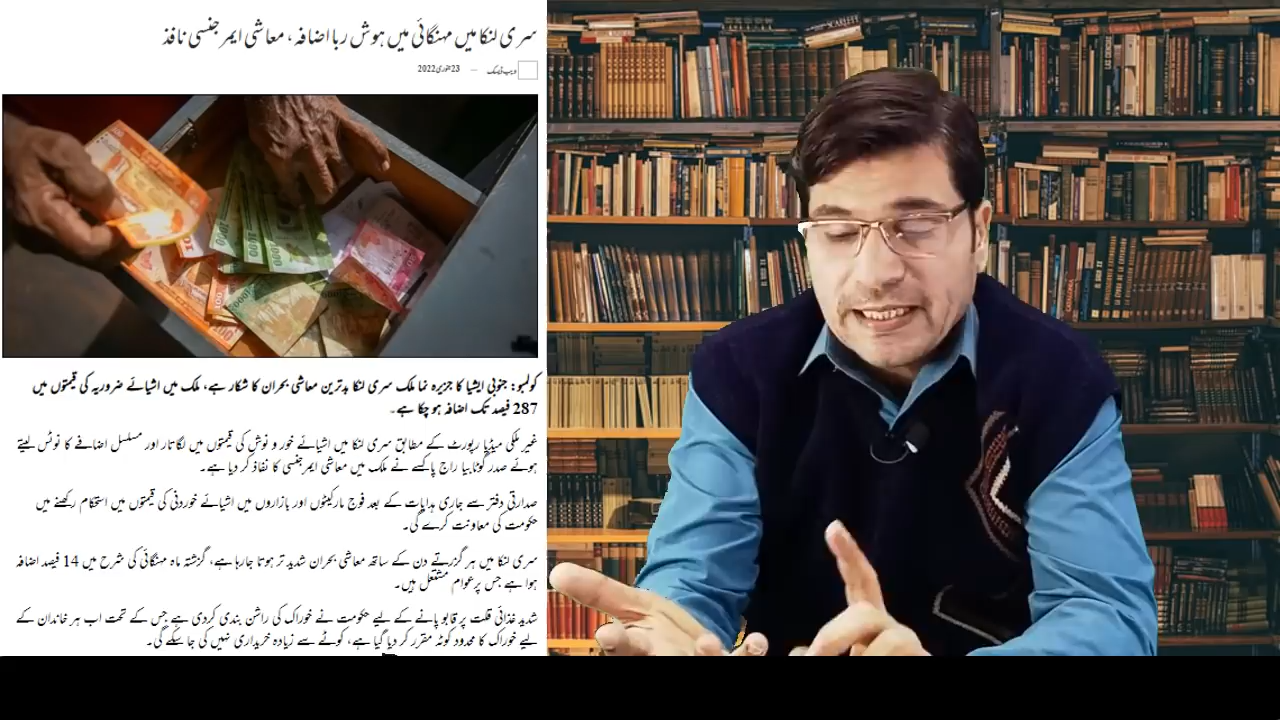 سری لنکا میں مہنگائی میں ہوش ربا اضافہ، معاشی ایمرجنسی نافذ
ویب ڈیسک — 23 جنوری 2022
کولمبو: جنوبی ایشیا کا جزیرہ نما ملک سری لنکا بدترین معاشی بحران کا شکار ہے، ملک میں اشیائے ضروریہ کی قیمتوں میں
287 فیصد تک اضافہ ہو چکا ہے۔
غیر ملکی میڈیا رپورٹ کے مطابق سری لنکا میں اشیائے خور و نوش کی قیمتوں میں لگاتار اور مسلسل اضافے کا نوٹس لیتے
ہوئے صدر گوٹابایا راج پاکسے نے ملک میں معاشی ایمرجنسی کا نفاذ کر دیا ہے۔
صدارتی دفتر سے جاری ہدایات کے بعد فوج مارکیٹوں اور بازاروں میں اشیائے خوردنی کی قیمتوں میں استحکام رکھنے میں
حکومت کی معاونت کرے گی۔
سری لنکا میں ہر گزرتے دن کے ساتھ معاشی بحران شدید تر ہوتا جارہا ہے، گزشتہ ماہ مہنگائی کی شرح میں 14 فیصد اضافہ
ہوا ہے جس پر عوام مشتعل ہیں۔
شدید غذائی قلت پر قابو پانے کے لیے حکومت نے خوراک کی راشن بندی کردی ہے جس کے تحت اب ہر خاندان کے
لیے خوراک کا محدود کوٹہ مقرر کر دیا گیا ہے، کوٹے سے زیادہ خریداری نہیں کی جا سکے گی۔